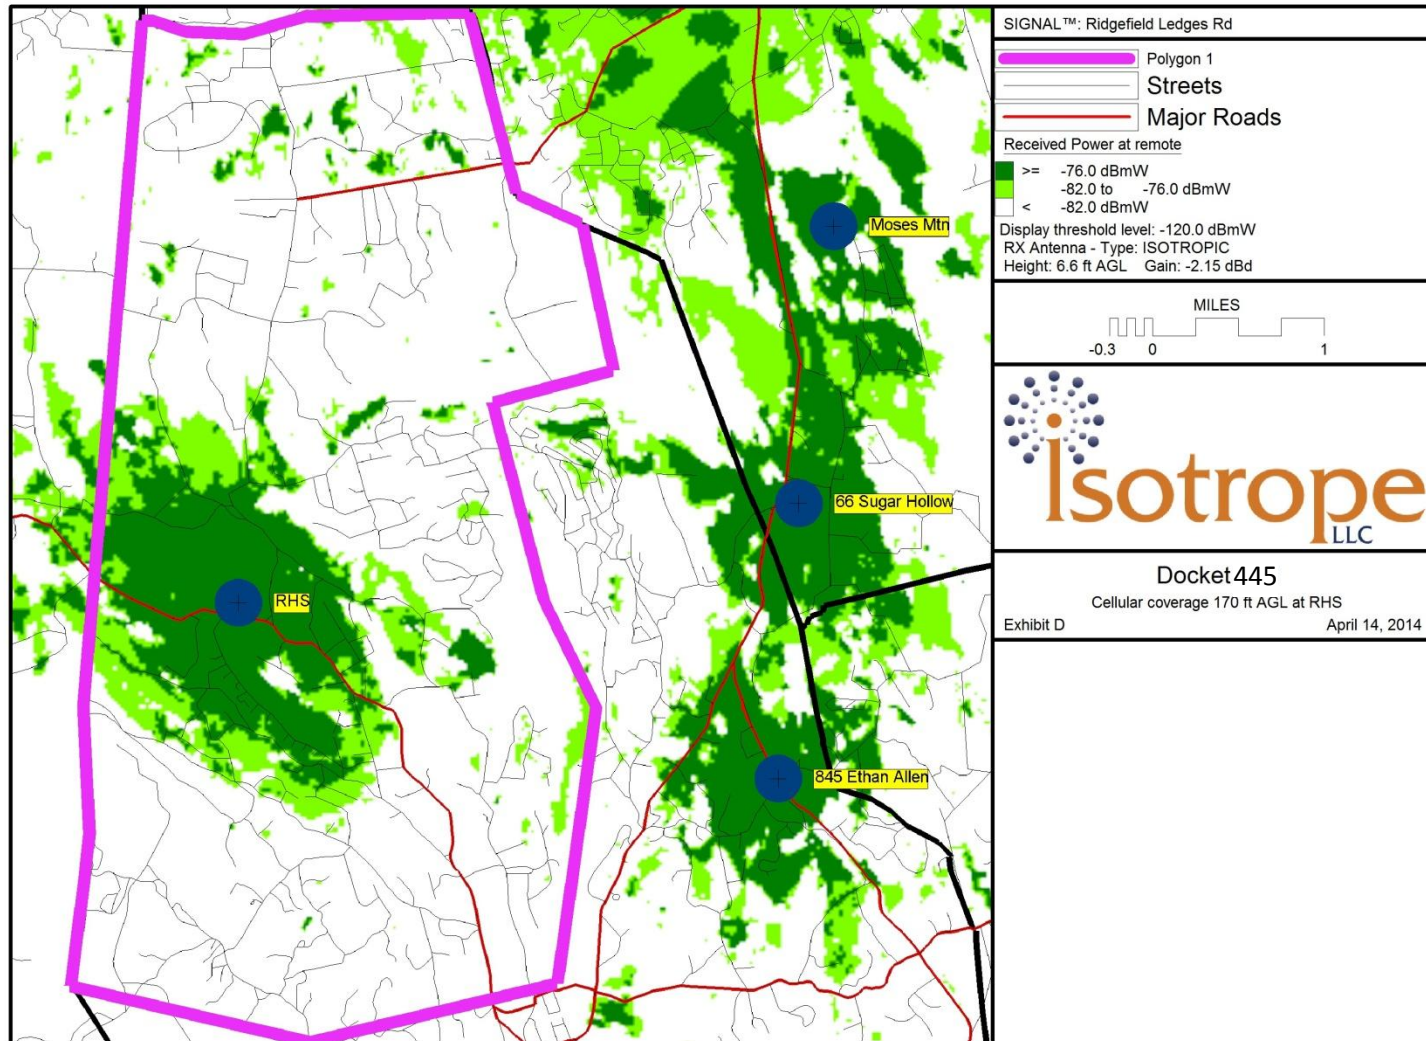 SIGNAL™: Ridgefield Ledges Rd
Polygon 1
Streets
Major Roads
Received Power at remote
>= -76.0 dBmW
-82.0 to -76.0 dBmW
< -82.0 dBmW
Display threshold level: -120.0 dBmW
RX Antenna - Type: ISOTROPIC
Height: 6.6 ft AGL Gain: -2.15 dBd
MILES
-0.3 0 1
Isotrope
LLC
Docket 445
Cellular coverage 170 ft AGL at RHS
Exhibit D April 14, 2014
Moses Mtn
66 Sugar Hollow
RHS
845 Ethan Allen